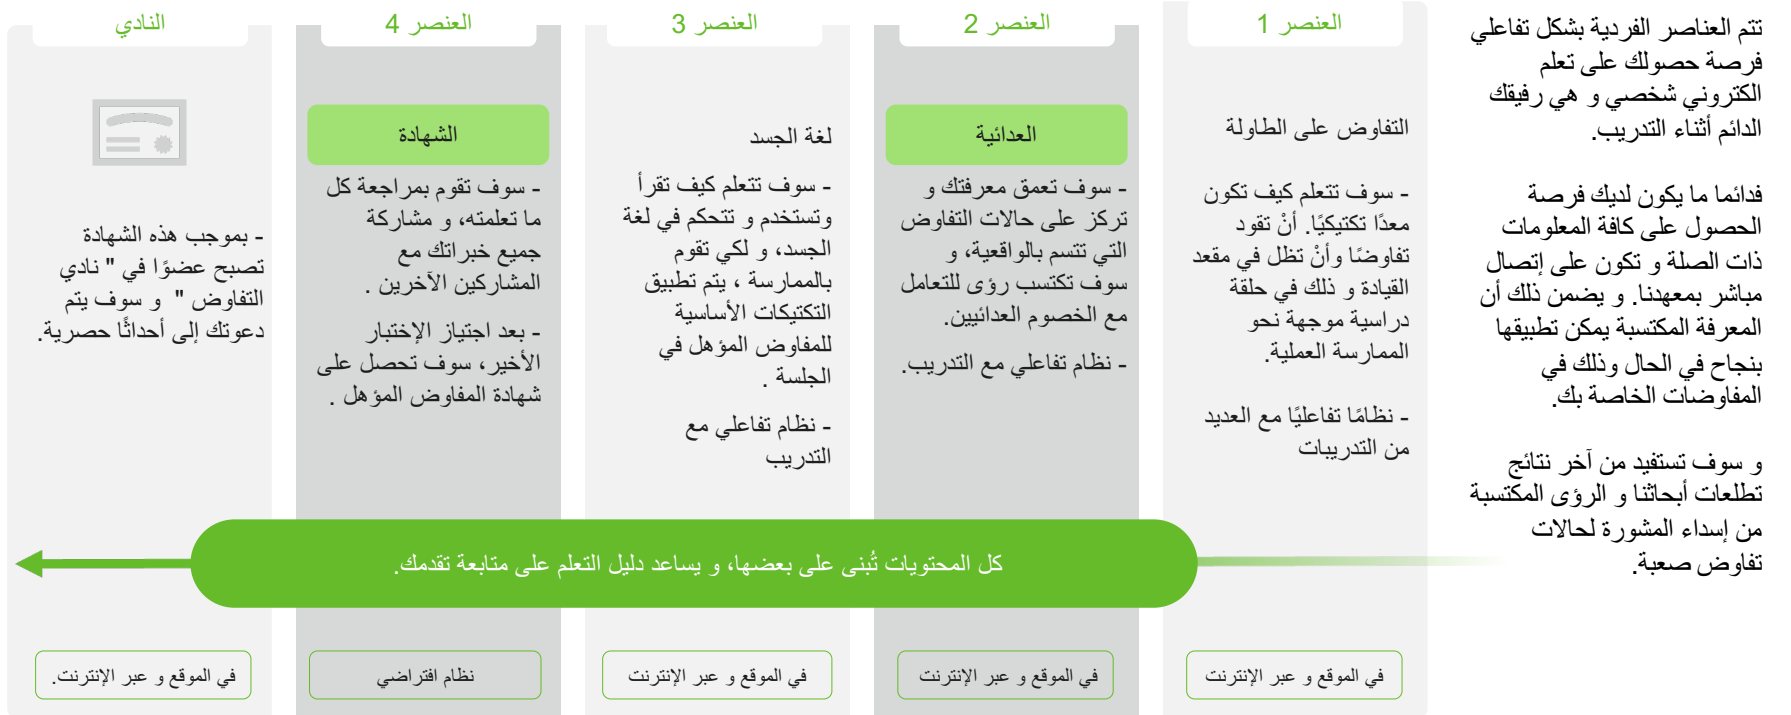 تتم العناصر الفردية بشكل تفاعلي
فرصة حصولك على تعلم
الكتروني شخصي و هي رفيقك
الدائم أثناء التدريب.
فدائما ما يكون لديك فرصة
الحصول على كافة المعلومات
ذات الصلة و تكون على إتصال
مباشر بمعهدنا. و يضمن ذلك أن
المعرفة المكتسبة يمكن تطبيقها
بنجاح في الحال وذلك في
المفاوضات الخاصة بك.
و سوف تستفيد من آخر نتائج
تطلعات أبحاثنا و الرؤى المكتسبة
من إسداء المشورة لحالات
تفاوض صعبة.
العنصر 1
التفاوض على الطاولة
- سوف تتعلم كيف تكون
معدًا تكتيكيًا. أنْ تقود
تفاوضًا وأنْ تظل في مقعد
القيادة و ذلك في حلقة
دراسية موجهة نحو
الممارسة العملية.
- نظامًا تفاعليًا مع العديد
من التدريبات
في الموقع و عبر الإنترنت
العنصر 2
العدائية
- سوف تعمق معرفتك و
تركز على حالات التفاوض
التي تتسم بالواقعية، و
سوف تكتسب رؤى للتعامل
مع الخصوم العدائيين.
- نظام تفاعلي مع التدريب.
في الموقع و عبر الإنترنت
العنصر 3
لغة الجسد
- سوف تتعلم كيف تقرأ
وتستخدم و تتحكم في لغة
الجسد، و لكي تقوم
بالممارسة ، يتم تطبيق
التكتيكات الأساسية
للمفاوض المؤهل في
الجلسة .
- نظام تفاعلي مع
التدريب
في الموقع و عبر الإنترنت
العنصر 4
الشهادة
- سوف تقوم بمراجعة كل
ما تعلمته، و مشاركة
جميع خبراتك مع
المشاركين الآخرين .
- بعد اجتياز الإختبار
الأخير، سوف تحصل على
شهادة المفاوض المؤهل .
نظام افتراضي
النادي
- بموجب هذه الشهادة
تصبح عضوًا في " نادي
التفاوض " و سوف يتم
دعوتك إلى أحداثًا حصرية.
في الموقع و عبر الإنترنت.
كل المحتويات تُبنى على بعضها، و يساعد دليل التعلم على متابعة تقدمك.